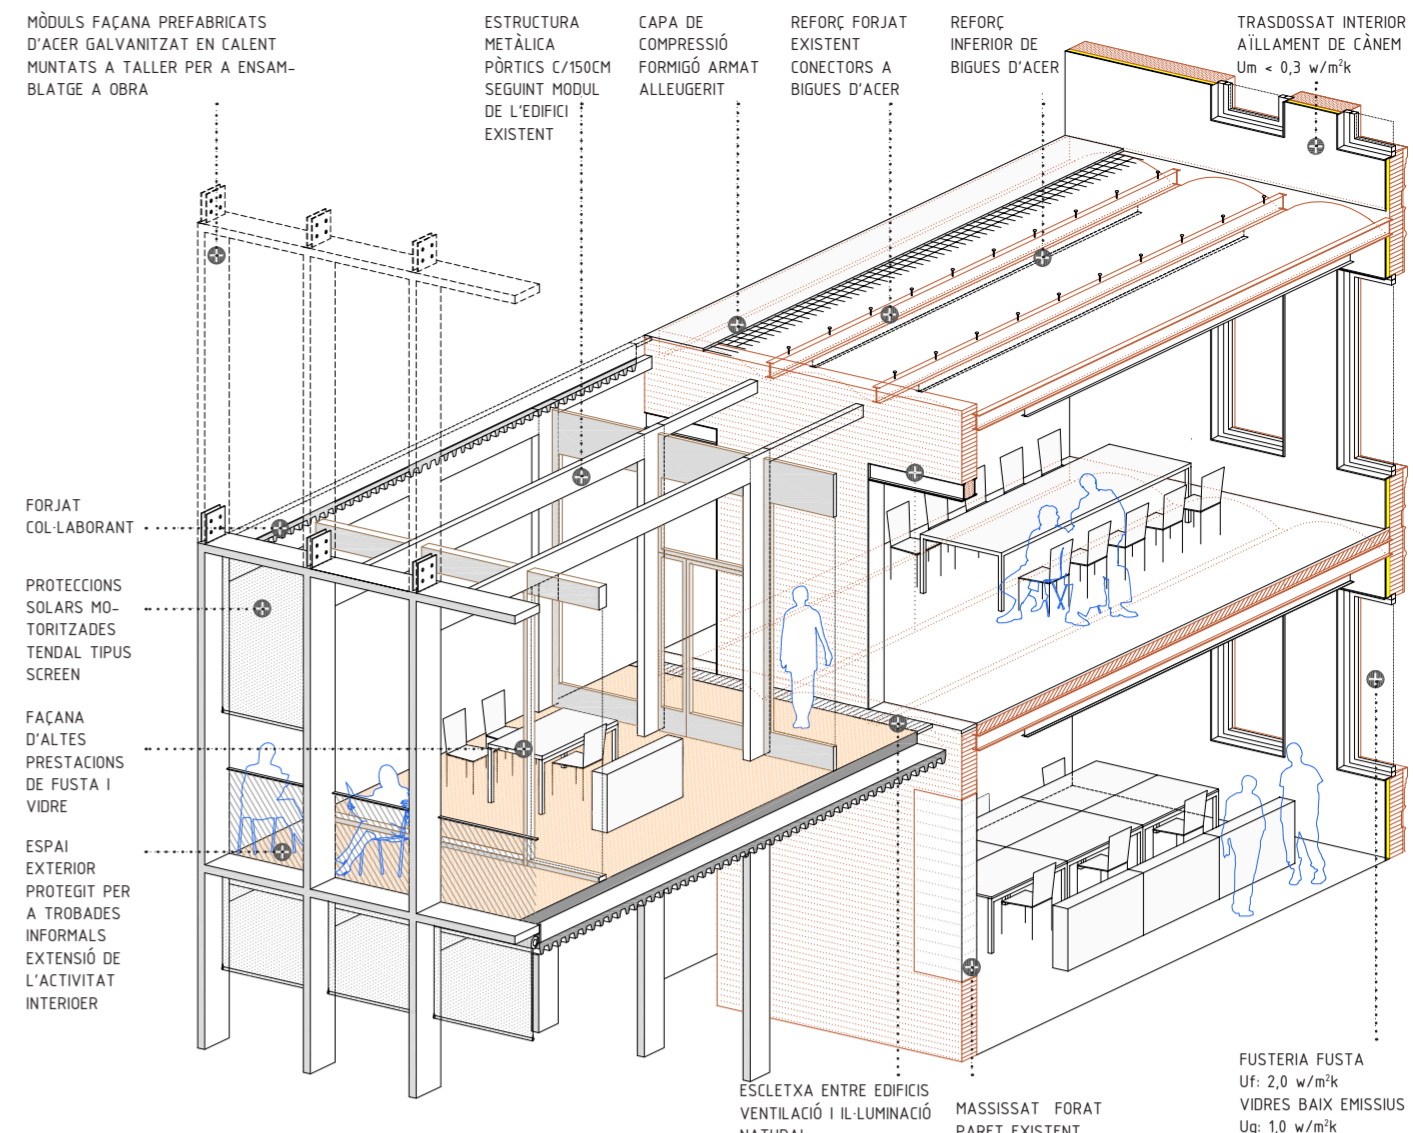 MÒDULS FAÇANA PREFABRICATS
D'ACER GALVANITZAT EN CALENT
MUNTATS A TALLER PER A ENSAM-
BLATGE A OBRA
ESTRUCTURA
METÀLICA
PÒRTICS C/150CM
SEGUINT MODUL
DE L'EDIFICI
EXISTENT
CAPA DE
COMPRESSIÓ
FORMIGÓ ARMAT
ALLEUGERIT
REFORÇ FORJAT
EXISTENT
CONECTORS A
BIGUES D'ACER
REFORÇ
INFERIOR DE
BIGUES D'ACER
TRASDOSSAT INTERIOR
AÏLLAMENT DE CÀNEM
Um < 0,3 w/m²k
FORJAT
COL·LABORANT
PROTECCIONS
SOLARS MO-
TORITZADES
TENDAL TIPUS
SCREEN
FAÇANA
D'ALTES
PRESTACIONS
DE FUSTA I
VIDRE
ESPAI
EXTERIOR
PROTEGIT PER
A TROBADES
INFORMALS
EXTENSIÓ DE
L'ACTIVITAT
INTERIOER
ESCLETXA ENTRE EDIFICIS
VENTILACIÓ I IL·LUMINACIÓ
NATURAL
MASSISSAT FORAT
PARET EXISTENT
FUSTERIA FUSTA
Uf: 2,0 w/m²k
VIDRES BAIX EMISSIUS
Ug: 1,0 w/m²k